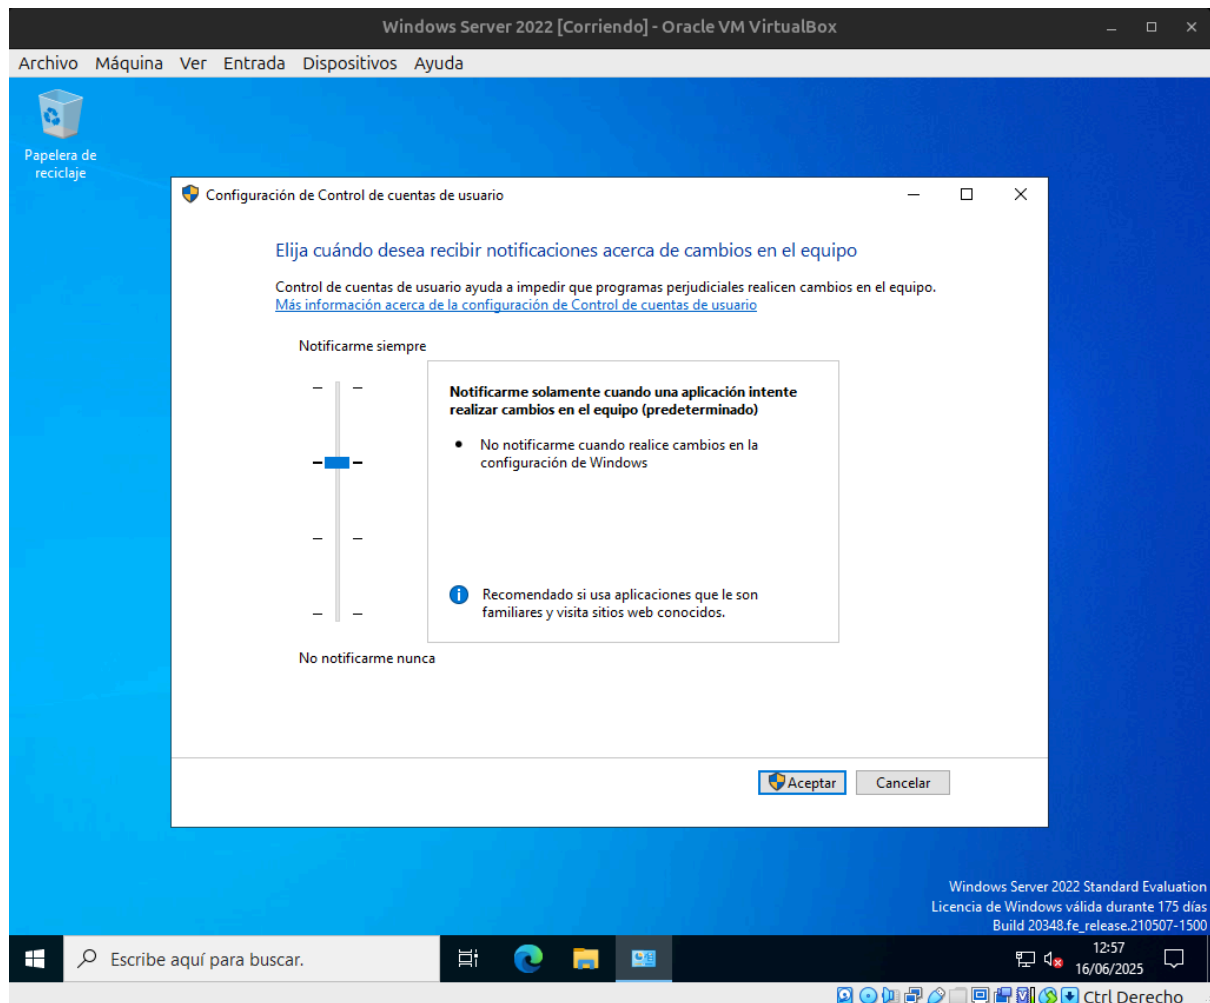 Windows Server 2022 [Corriendo] - Oracle VM VirtualBox
Archivo Máquina Ver Entrada Dispositivos Ayuda
Papelera de
reciclaje
Configuración de Control de cuentas de usuario
Elija cuándo desea recibir notificaciones acerca de cambios en el equipo
Control de cuentas de usuario ayuda a impedir que programas perjudiciales realicen cambios en el equipo.
Más información acerca de la configuración de Control de cuentas de usuario
Notificarme siempre
Notificarme solamente cuando una aplicación intente
realizar cambios en el equipo (predeterminado)
• No notificarme cuando realice cambios en la
configuración de Windows
Recomendado si usa aplicaciones que le son
familiares y visita sitios web conocidos.
No notificarme nunca
Aceptar Cancelar
Windows Server 2022 Standard Evaluation
Licencia de Windows válida durante 175 días
Build 20348.fe_release.210507-1500
Escribe aquí para buscar.
12:57
16/06/2025
Ctrl Derecho